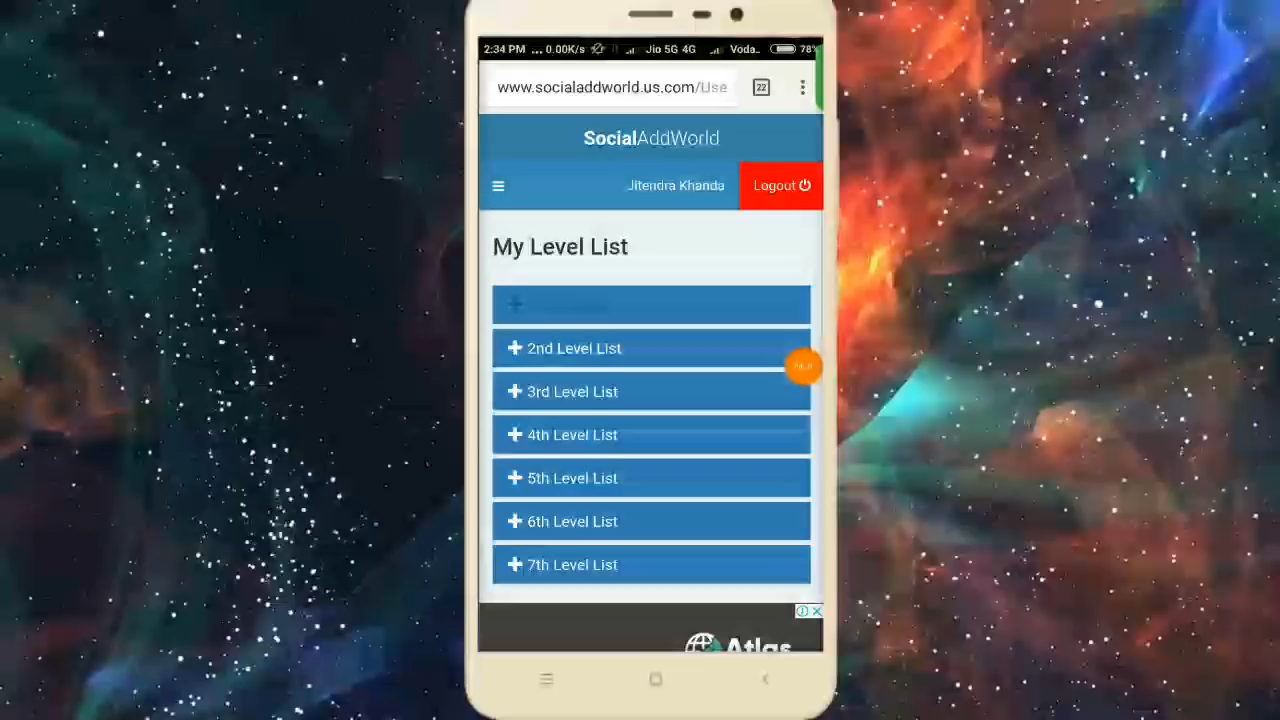 2:34 PM ... 0.00K/s Jio 5G 4G Voda.. 78%
www.socialaddworld.us.com/Use 22
SocialAddWorld
Jitendra Khanda Logout
My Level List
2nd Level List
3rd Level List
4th Level List
5th Level List
6th Level List
7th Level List
Atlas